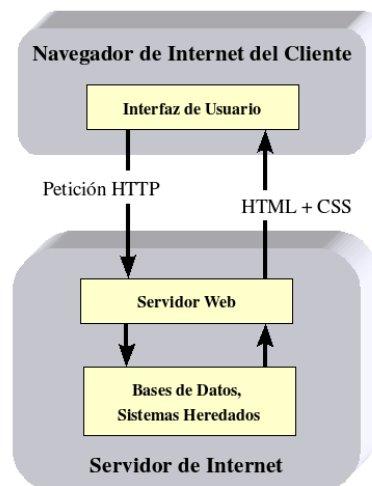 Navegador de Internet del Cliente
Interfaz de Usuario
Petición HTTP
HTML + CSS
Servidor Web
Bases de Datos,
Sistemas Heredados
Servidor de Internet